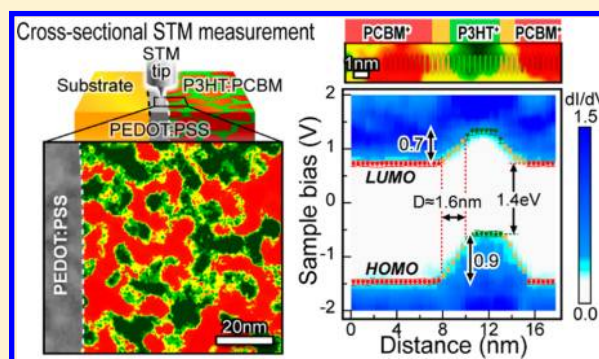 Cross-sectional STM measurement
STM
tip
Substrate
P3HT:PCBM
PEDOT:PSS
PEDOT:PSS
20nm
PCBM⁺
P3HT⁺
PCBM⁺
1nm
dI/dV
1.5
0.0
Sample bias (V)
2
1
0
-1
-2
0.7
LUMO
D≈1.6nm
1.4eV
HOMO
0.9
0 4 8 12 16
Distance (nm)